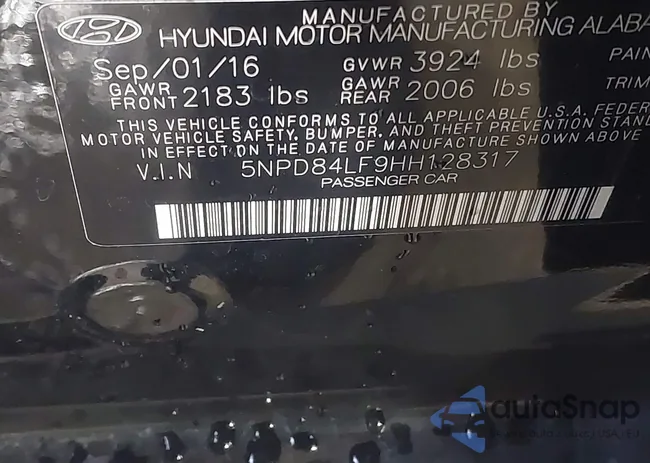 MANUFACTURED BY
HYUNDAI MOTOR MANUFACTURING ALABA
Sep/01/16 GVWR 3924 lbs PAIN
GAWR FRONT 2183 lbs GAWR REAR 2006 lbs TRIM
THIS VEHICLE CONFORMS TO ALL APPLICABLE U.S.A. FEDER
MOTOR VEHICLE SAFETY, BUMPER, AND THEFT PREVENTION STA
IN EFFECT ON THE DATE OF MANUFACTURE SHOWN ABOVE.
V.I.N 5NPD84LF9HH128317
PASSENGER CAR
autoSnap